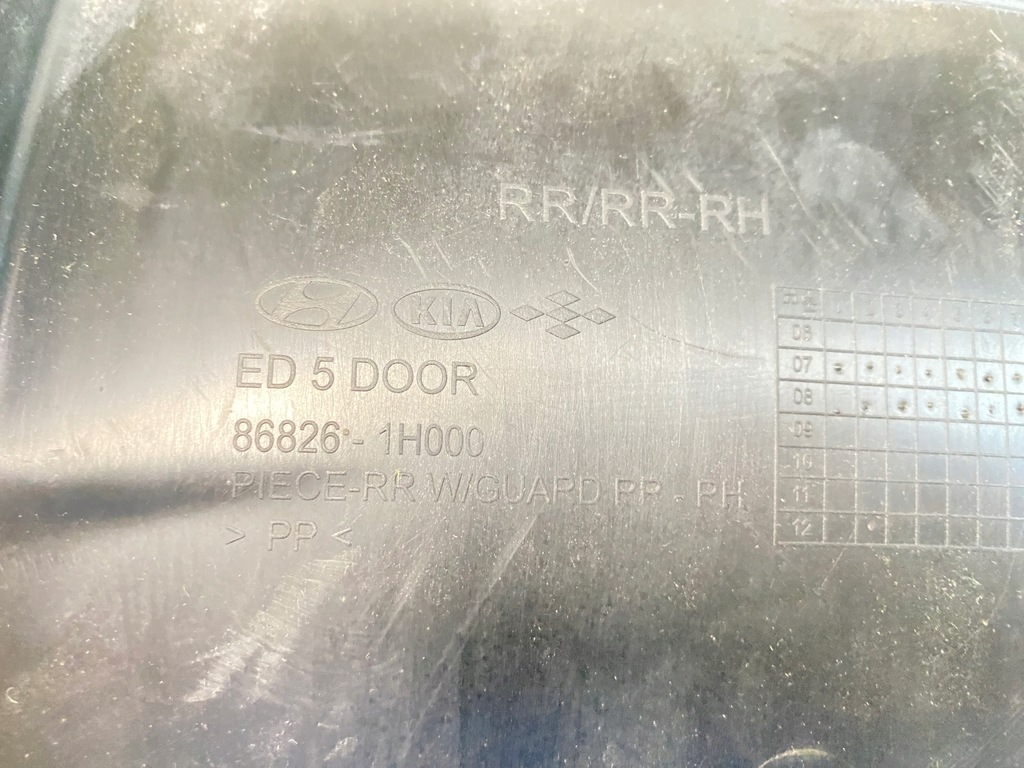 RR/RR-RH
KIA
ED 5 DOOR
86826 - 1H000
PIECE-RR W/GUARD RR - RH
> PP <
06
07
08
09
10
11
12